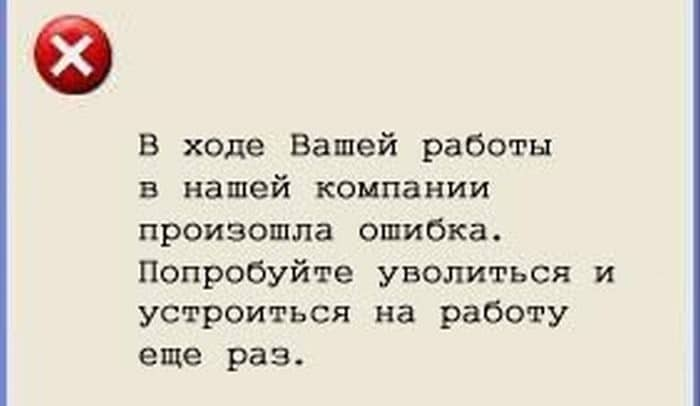 В ходе Вашей работы
в нашей компании
произошла ошибка.
Попробуйте уволиться и
устроиться на работу
еще раз.